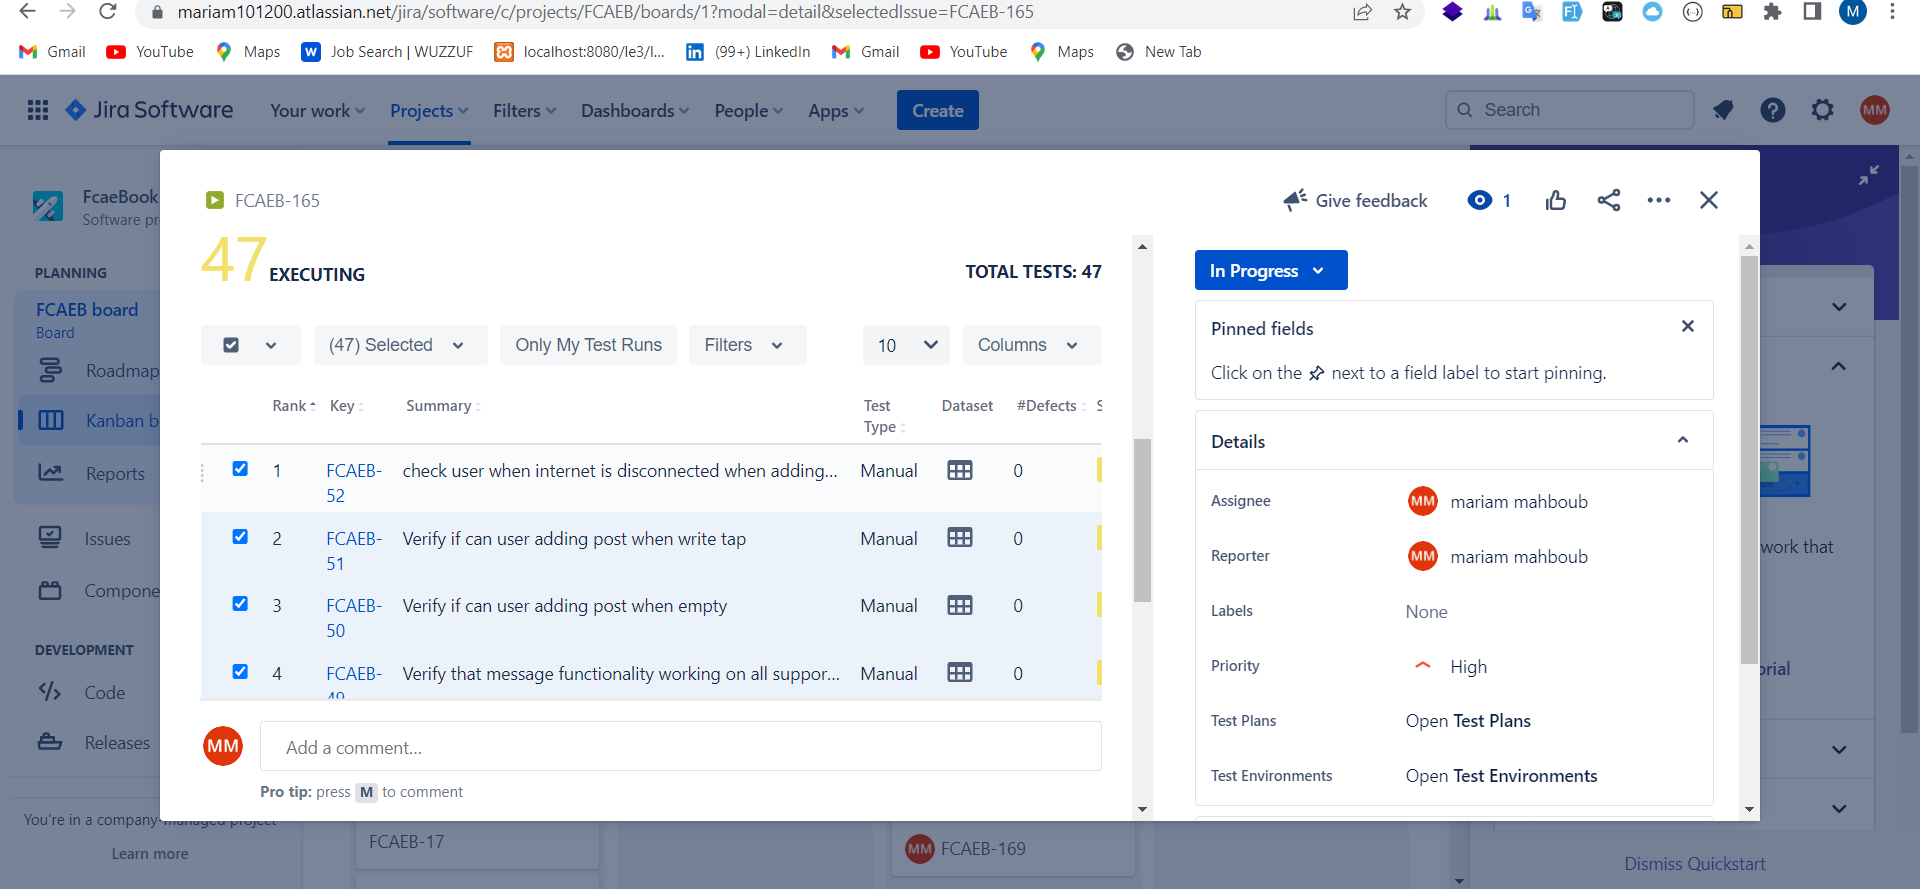 mariam101200.atlassian.net/jira/software/c/projects/FCAEB/boards/1?modal=detail&selectedIssue=FCAEB-165
M
Gmail YouTube Maps W Job Search | WUZZUF localhost:8080/le3/l... in (99+) LinkedIn Gmail YouTube Maps New Tab
Jira Software Your work Projects Filters Dashboards People Apps Create Search MM
FcaeBook
Software pr
PLANNING
FCAEB board
Board
Roadmap
Kanban b
Reports
Issues
Compone
DEVELOPMENT
Code
Releases
You're in a company-managed project
Learn more
FCAEB-165
Give feedback 1
47 EXECUTING
TOTAL TESTS: 47
(47) Selected Only My Test Runs Filters 10 Columns
Rank Key Summary Test Type Dataset #Defects S
1 FCAEB-52 check user when internet is disconnected when adding... Manual 0
2 FCAEB-51 Verify if can user adding post when write tap Manual 0
3 FCAEB-50 Verify if can user adding post when empty Manual 0
4 FCAEB-49 Verify that message functionality working on all suppor... Manual 0
MM Add a comment...
Pro tip: press M to comment
In Progress
Pinned fields
Click on the next to a field label to start pinning.
Details
Assignee MM mariam mahboub
Reporter MM mariam mahboub
Labels None
Priority High
Test Plans Open Test Plans
Test Environments Open Test Environments
work that
orial
FCAEB-17
MM FCAEB-169
Dismiss Quickstart